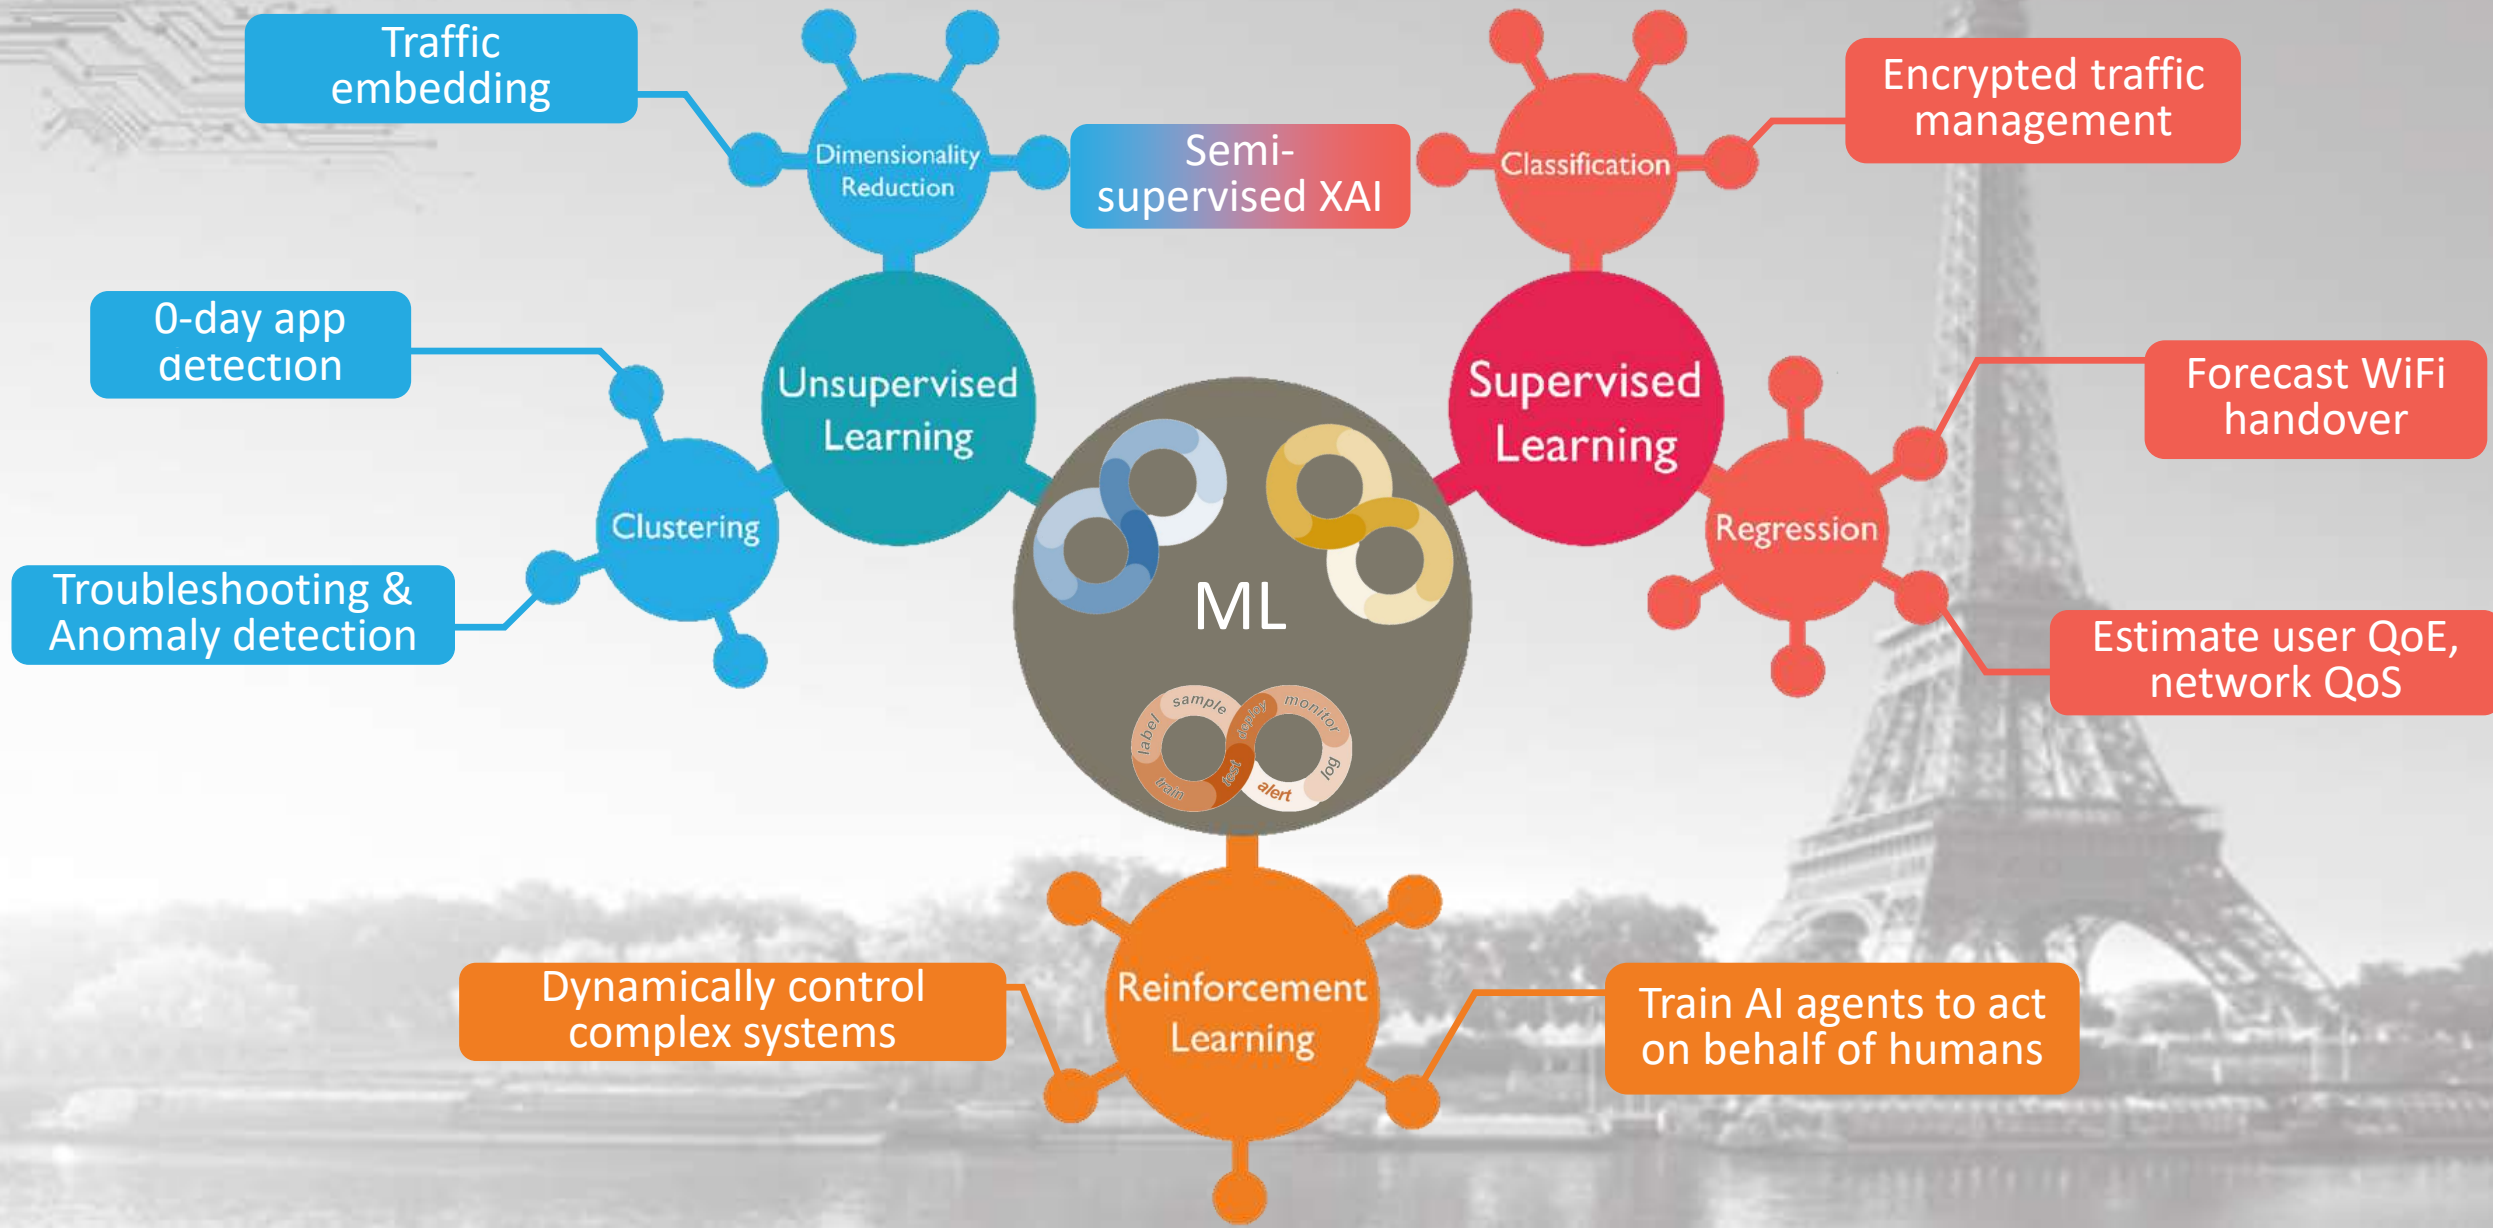 Traffic
embedding
Dimensionality
Reduction
Semi-
supervised XAI
Classification
Encrypted traffic
management
0-day app
detection
Unsupervised
Learning
Supervised
Learning
Forecast WiFi
handover
Clustering
Regression
Troubleshooting &
Anomaly detection
ML
Estimate user QoE,
network QoS
label
sample
deploy
monitor
train
test
alert
log
Dynamically control
complex systems
Reinforcement
Learning
Train AI agents to act
on behalf of humans